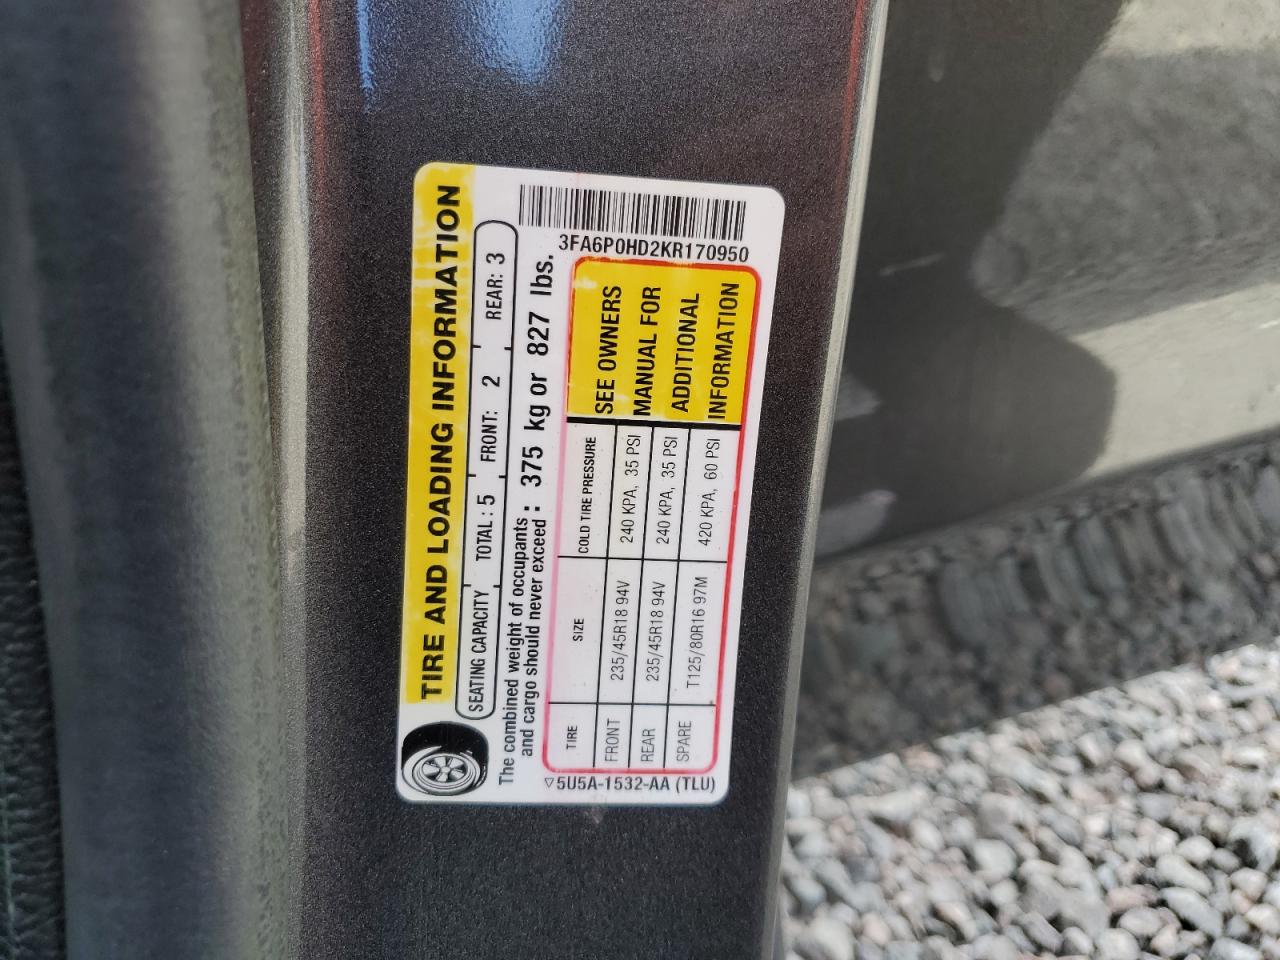 TIRE AND LOADING INFORMATION
SEATING CAPACITY TOTAL : 5 FRONT: 2 REAR: 3
The combined weight of occupants
and cargo should never exceed : 375 kg or 827 lbs.
TIRE SIZE COLD TIRE PRESSURE
FRONT 235/45R18 94V 240 KPA, 35 PSI
REAR 235/45R18 94V 240 KPA, 35 PSI
SPARE T125/80R16 97M 420 KPA, 60 PSI
SEE OWNERS
MANUAL FOR
ADDITIONAL
INFORMATION
5U5A-1532-AA (TLU)
3FA6P0HD2KR170950